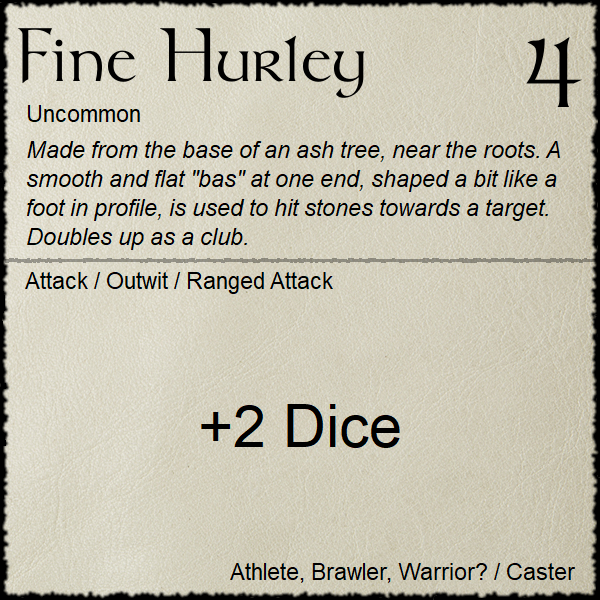 Fine Hurley
4
Uncommon
Made from the base of an ash tree, near the roots. A
smooth and flat "bas" at one end, shaped a bit like a
foot in profile, is used to hit stones towards a target.
Doubles up as a club.
Attack / Outwit / Ranged Attack
+2 Dice
Athlete, Brawler, Warrior? / Caster